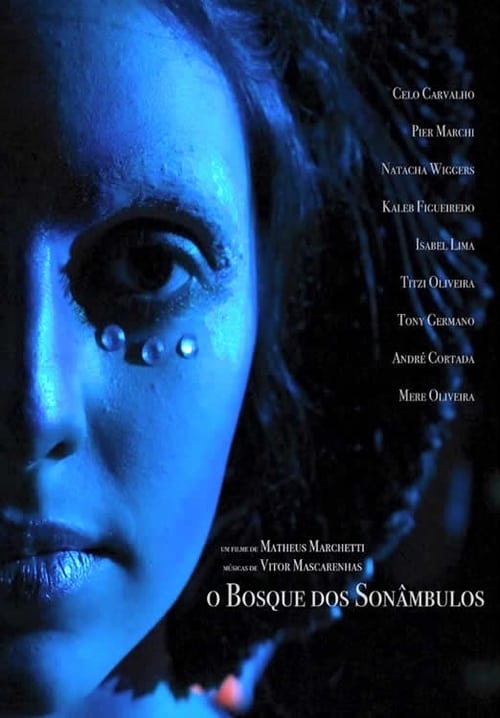 Celo Carvalho
Pier Marchi
Natacha Wiggers
Kaleb Figueiredo
Isabel Lima
Titzi Oliveira
Tony Germano
André Cortada
Mere Oliveira
um filme de Matheus Marchetti
músicas de Vitor Mascarenhas
o Bosque dos Sonâmbulos